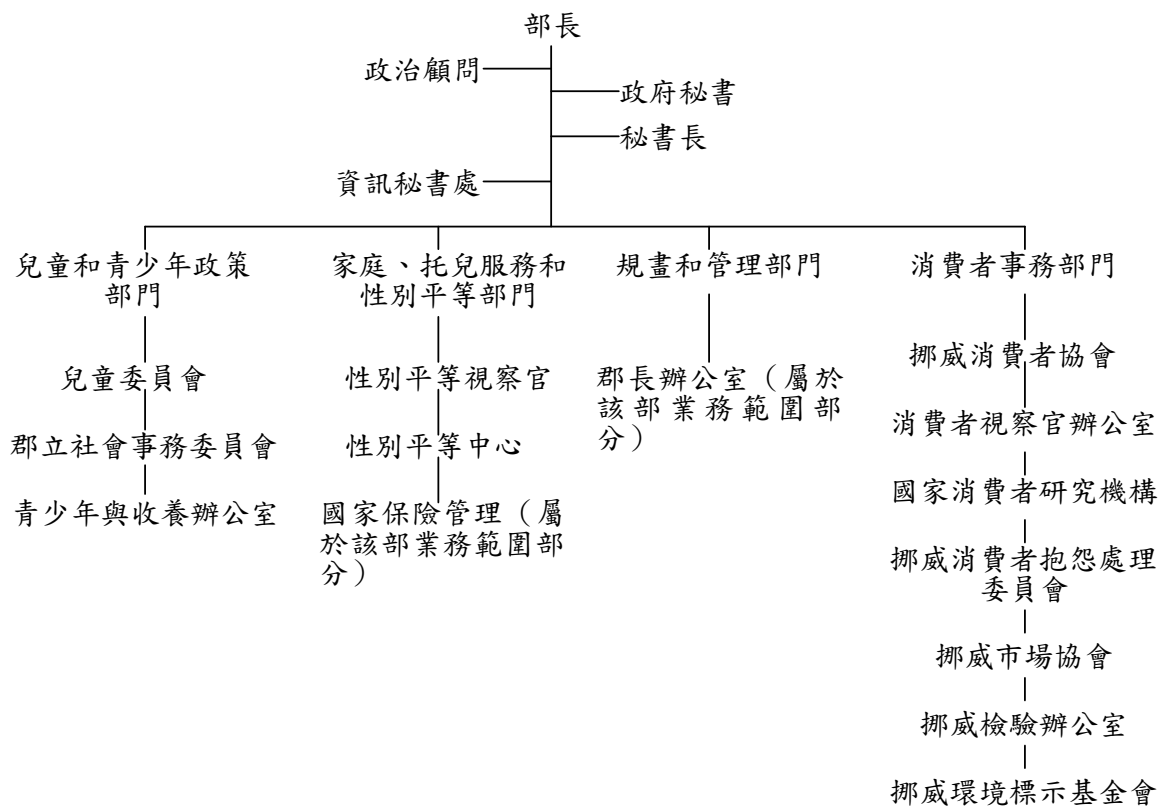 部長
政治顧問
政府秘書
秘書長
資訊秘書處
兒童和青少年政策
部門
兒童委員會
郡立社會事務委員會
青少年與收養辦公室
家庭、托兒服務和
性別平等部門
性別平等視察官
性別平等中心
國家保險管理（屬
於該部業務範圍部
分）
規畫和管理部門
郡長辦公室（屬於
該部業務範圍部
分）
消費者事務部門
挪威消費者協會
消費者視察官辦公室
國家消費者研究機構
挪威消費者抱怨處理
委員會
挪威市場協會
挪威檢驗辦公室
挪威環境標示基金會